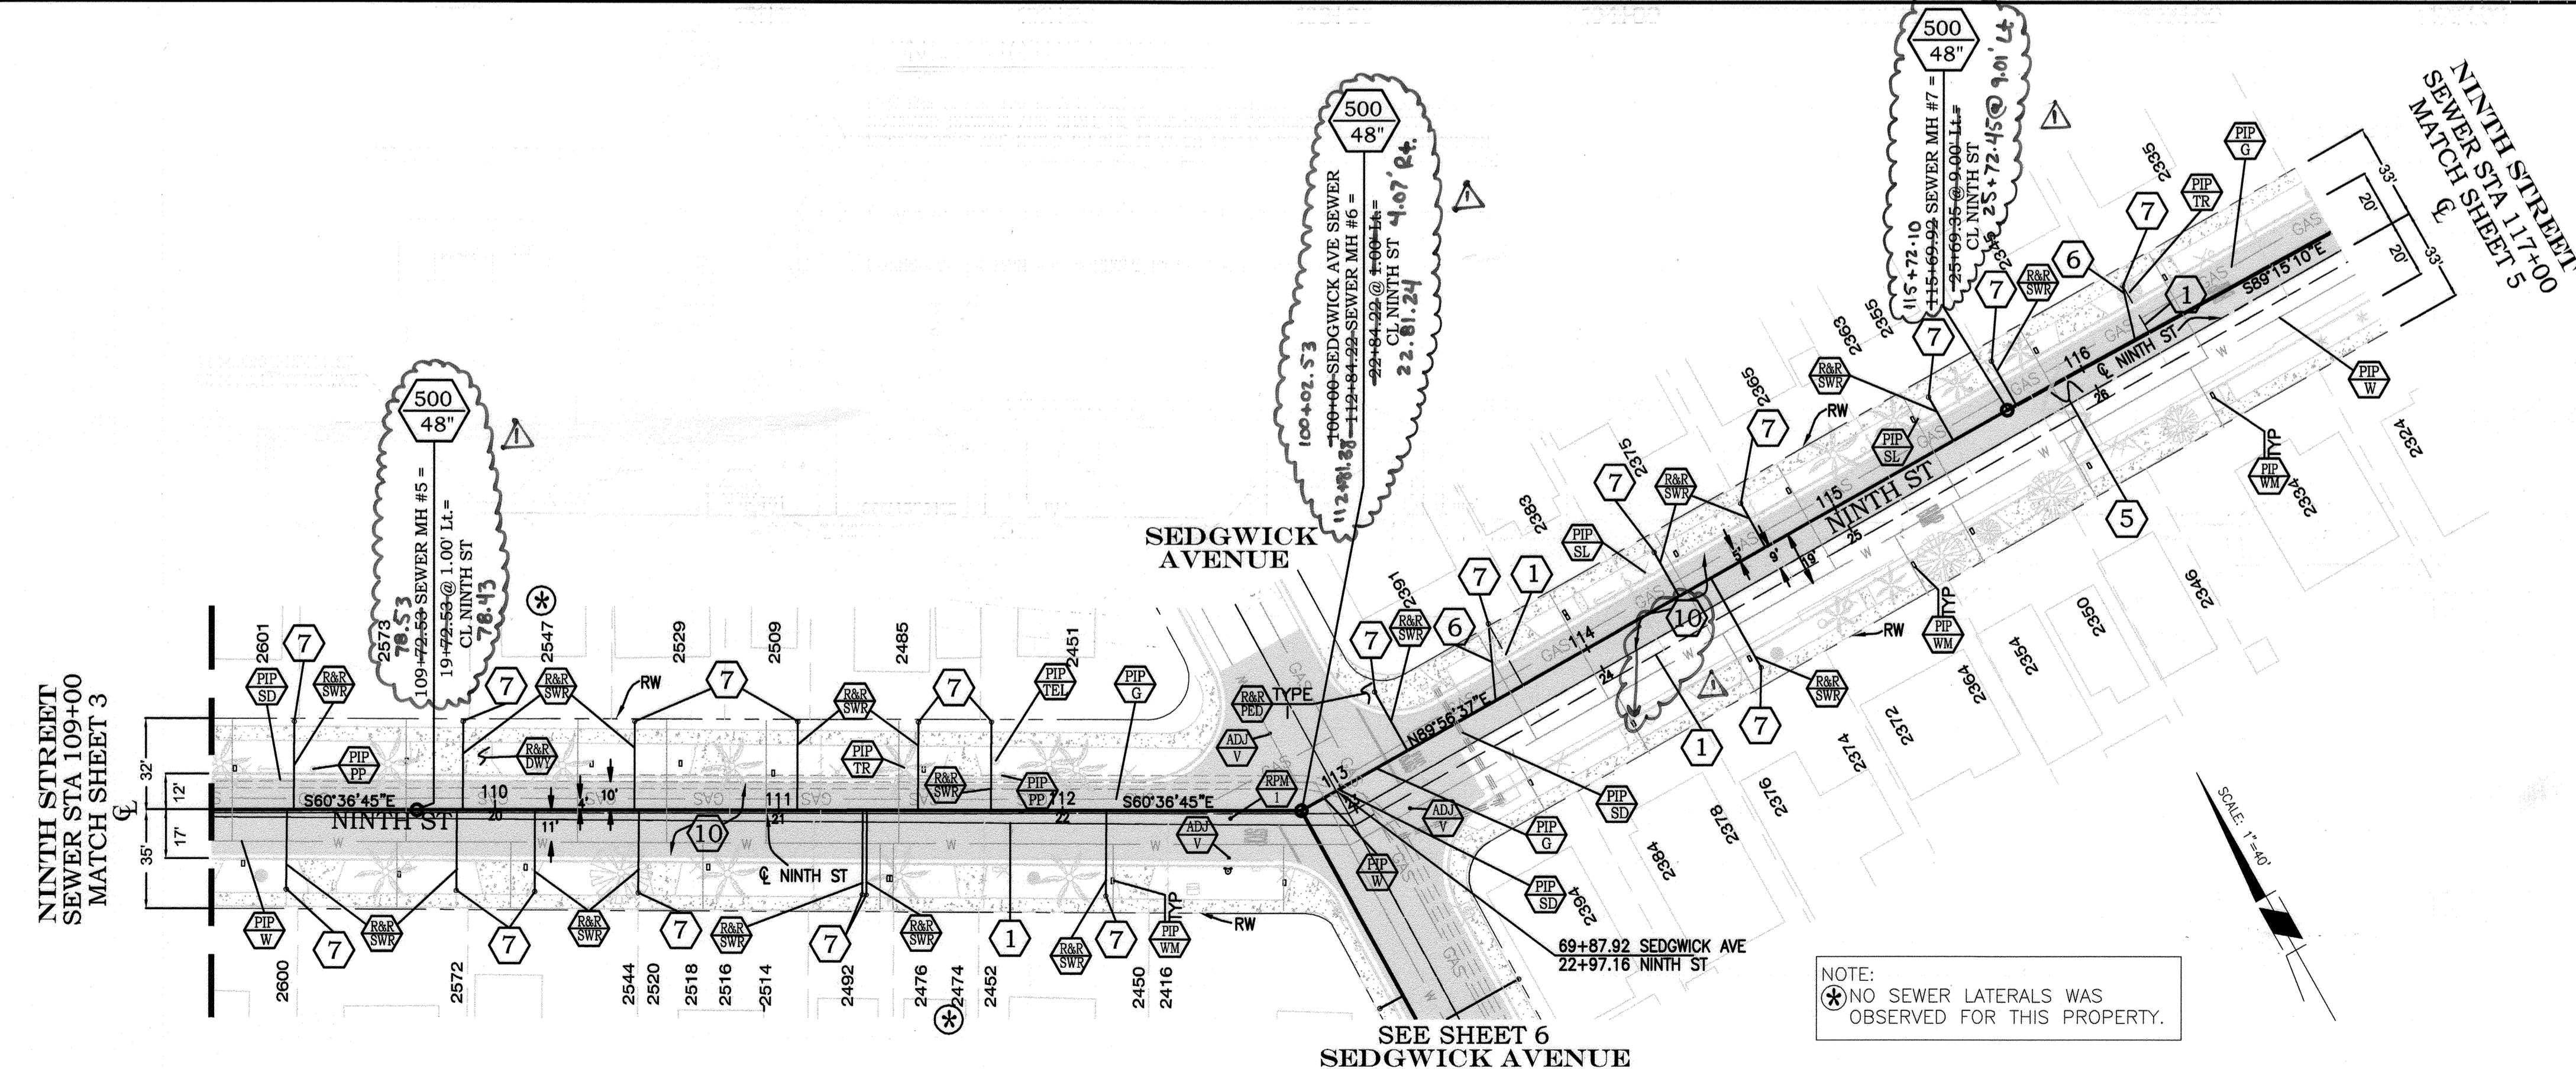 500
48"
109+72.53 SEWER MH #5 =
78.53
19+72.53 @ 1.00' Lt.=
CL NINTH ST
78.43
1
500
48"
100+02.53
100+00 SEDGWICK AVE SEWER
112+81.38
112+84.22 SEWER MH #6 =
22+84.22 @ 1.00' Lt.=
CL NINTH ST 4.07' Rt.
22.81.24
1
500
48"
115+72.10
115+69.92 SEWER MH #7 =
25+69.35 @ 9.00' Lt.=
CL NINTH ST
25+72.45 @ 9.01' Lt
1
NINTH STREET
SEWER STA 117+00
MATCH SHEET 5
℄
33'
20'
20'
33'
NINTH STREET
SEWER STA 109+00
MATCH SHEET 3
℄
32'
12'
17'
35'
2601
2573
2547
2529
2509
2485
2451
PIP
SD
7
R&R
SWR
7
R&R
SWR
RW
7
R&R
SWR
7
PIP
TEL
PIP
G
PIP
PP
R&R
DWY
PIP
TR
R&R
SWR
PIP
PP
S60°36'45"E
110
4'
10'
111
112
S60°36'45"E
NINTH ST
20
11'
21
22
10
℄ NINTH ST
GAS
W
PIP
W
7
R&R
SWR
7
R&R
SWR
7
R&R
SWR
7
R&R
SWR
1
R&R
SWR
7
PIP
WM
TYP
RW
2600
2572
2544
2520
2518
2516
2514
2492
2476
2474
2452
2450
2416
SEDGWICK
AVENUE
R&R
PED
TYPE
I
ADJ
V
RPM
1
ADJ
V
ADJ
V
PIP
W
PIP
G
PIP
SD
PIP
SD
113
N89°56'37"E
7
2391
R&R
SWR
6
7
1
2383
PIP
SL
7
2375
R&R
SWR
2365
7
R&R
SWR
2363
2355
RW
PIP
SL
7
2345
7
R&R
SWR
6
7
2335
PIP
TR
1
PIP
G
S89°15'10"E
114
24
10
1
1
7
R&R
SWR
5'
9'
19'
115
NINTH ST
25
116
℄ NINTH ST
26
5
PIP
W
TYP
PIP
WM
TYP
PIP
WM
RW
2394
2384
2378
2376
2374
2372
2364
2354
2350
2346
2334
2324
69+87.92 SEDGWICK AVE
22+97.16 NINTH ST
SCALE: 1"=40'
SEE SHEET 6
SEDGWICK AVENUE
NOTE:
* NO SEWER LATERALS WAS
OBSERVED FOR THIS PROPERTY.